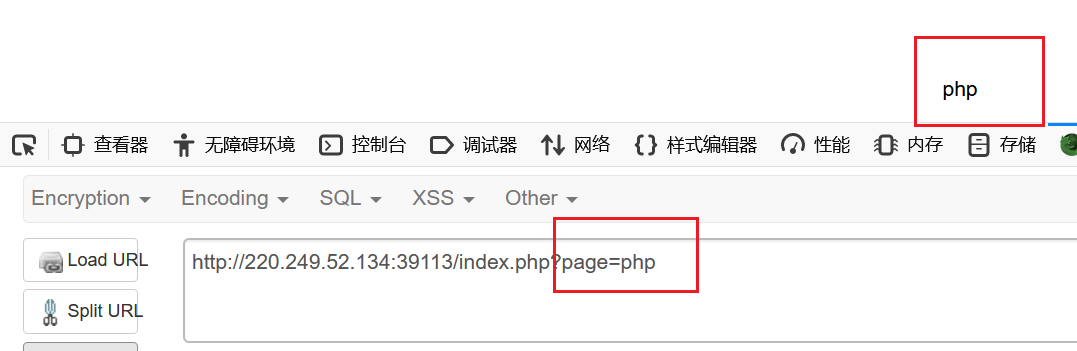 php
查看器 无障碍环境 控制台 调试器 网络 样式编辑器 性能 内存 存储
Encryption Encoding SQL XSS Other
Load URL
http://220.249.52.134:39113/index.php?page=php
Split URL